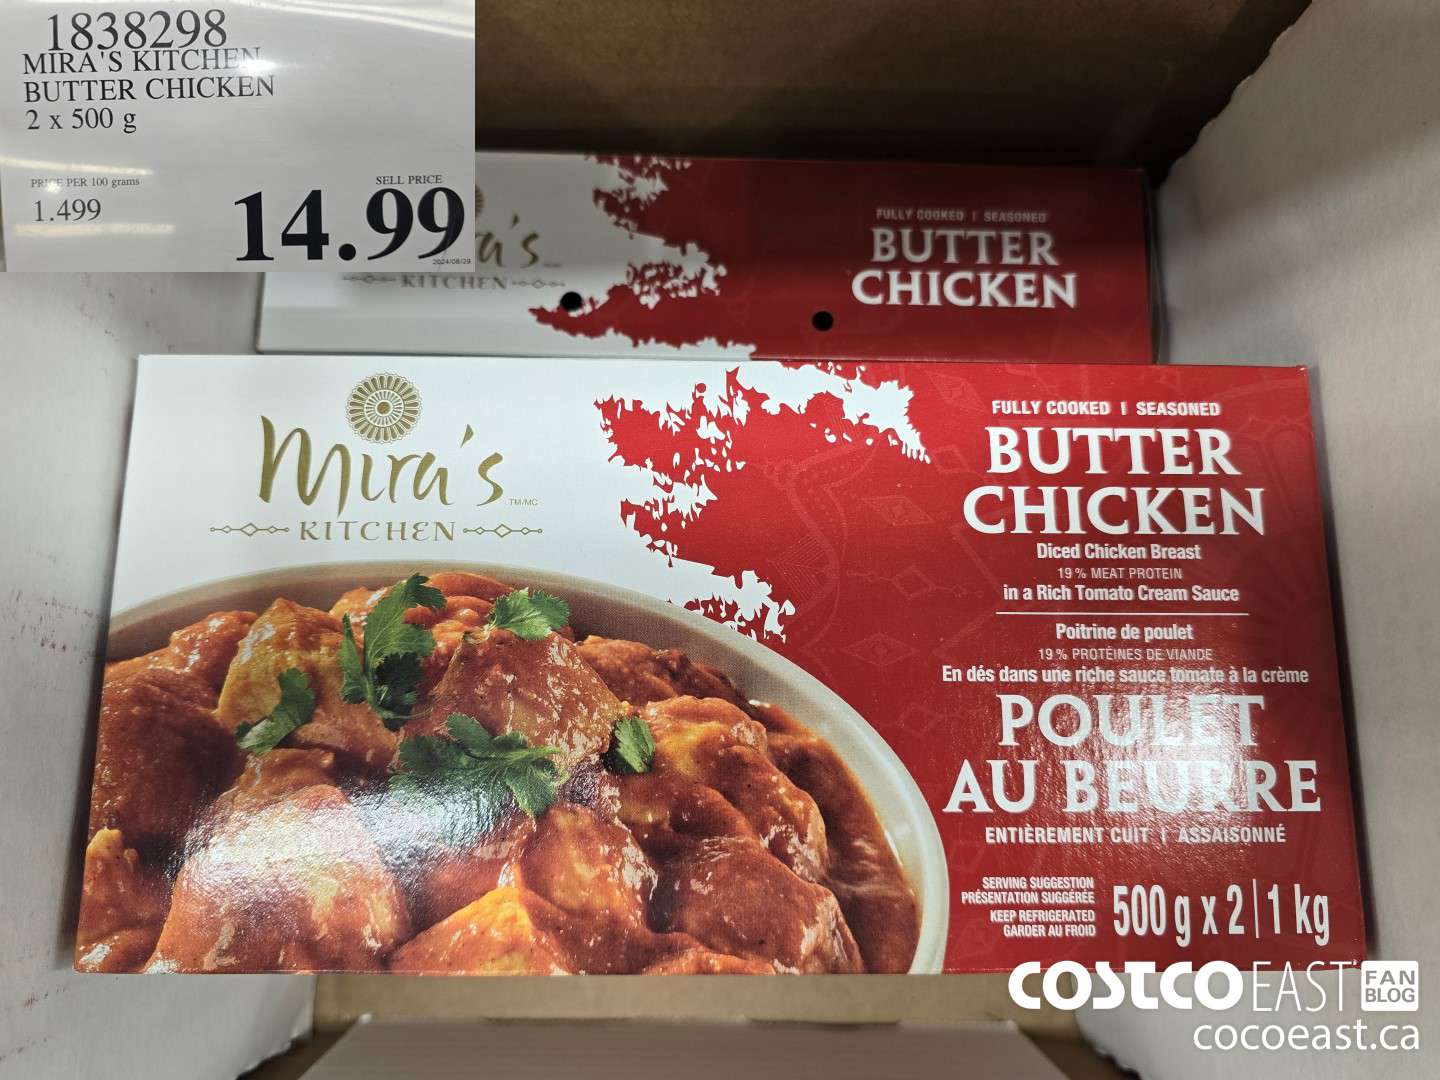 1838298
MIRA'S KITCHEN
BUTTER CHICKEN
2 x 500 g
PRICE PER 100 grams
1.499
SELL PRICE
14.99
2024/08/29
ra's
KITCHEN
FULLY COOKED | SEASONED
BUTTER
CHICKEN
Mira's
TM/MC
KITCHEN
FULLY COOKED | SEASONED
BUTTER
CHICKEN
Diced Chicken Breast
19% MEAT PROTEIN
in a Rich Tomato Cream Sauce
Poitrine de poulet
19% PROTÉINES DE VIANDE
En dés dans une riche sauce tomate à la crème
POULET
AU BEURRE
ENTIÈREMENT CUIT | ASSAISONNÉ
SERVING SUGGESTION
PRÉSENTATION SUGGÉRÉE
KEEP REFRIGERATED
GARDER AU FROID
500 g x 2 | 1 kg
COSTCO EAST FAN BLOG
cocoeast.ca